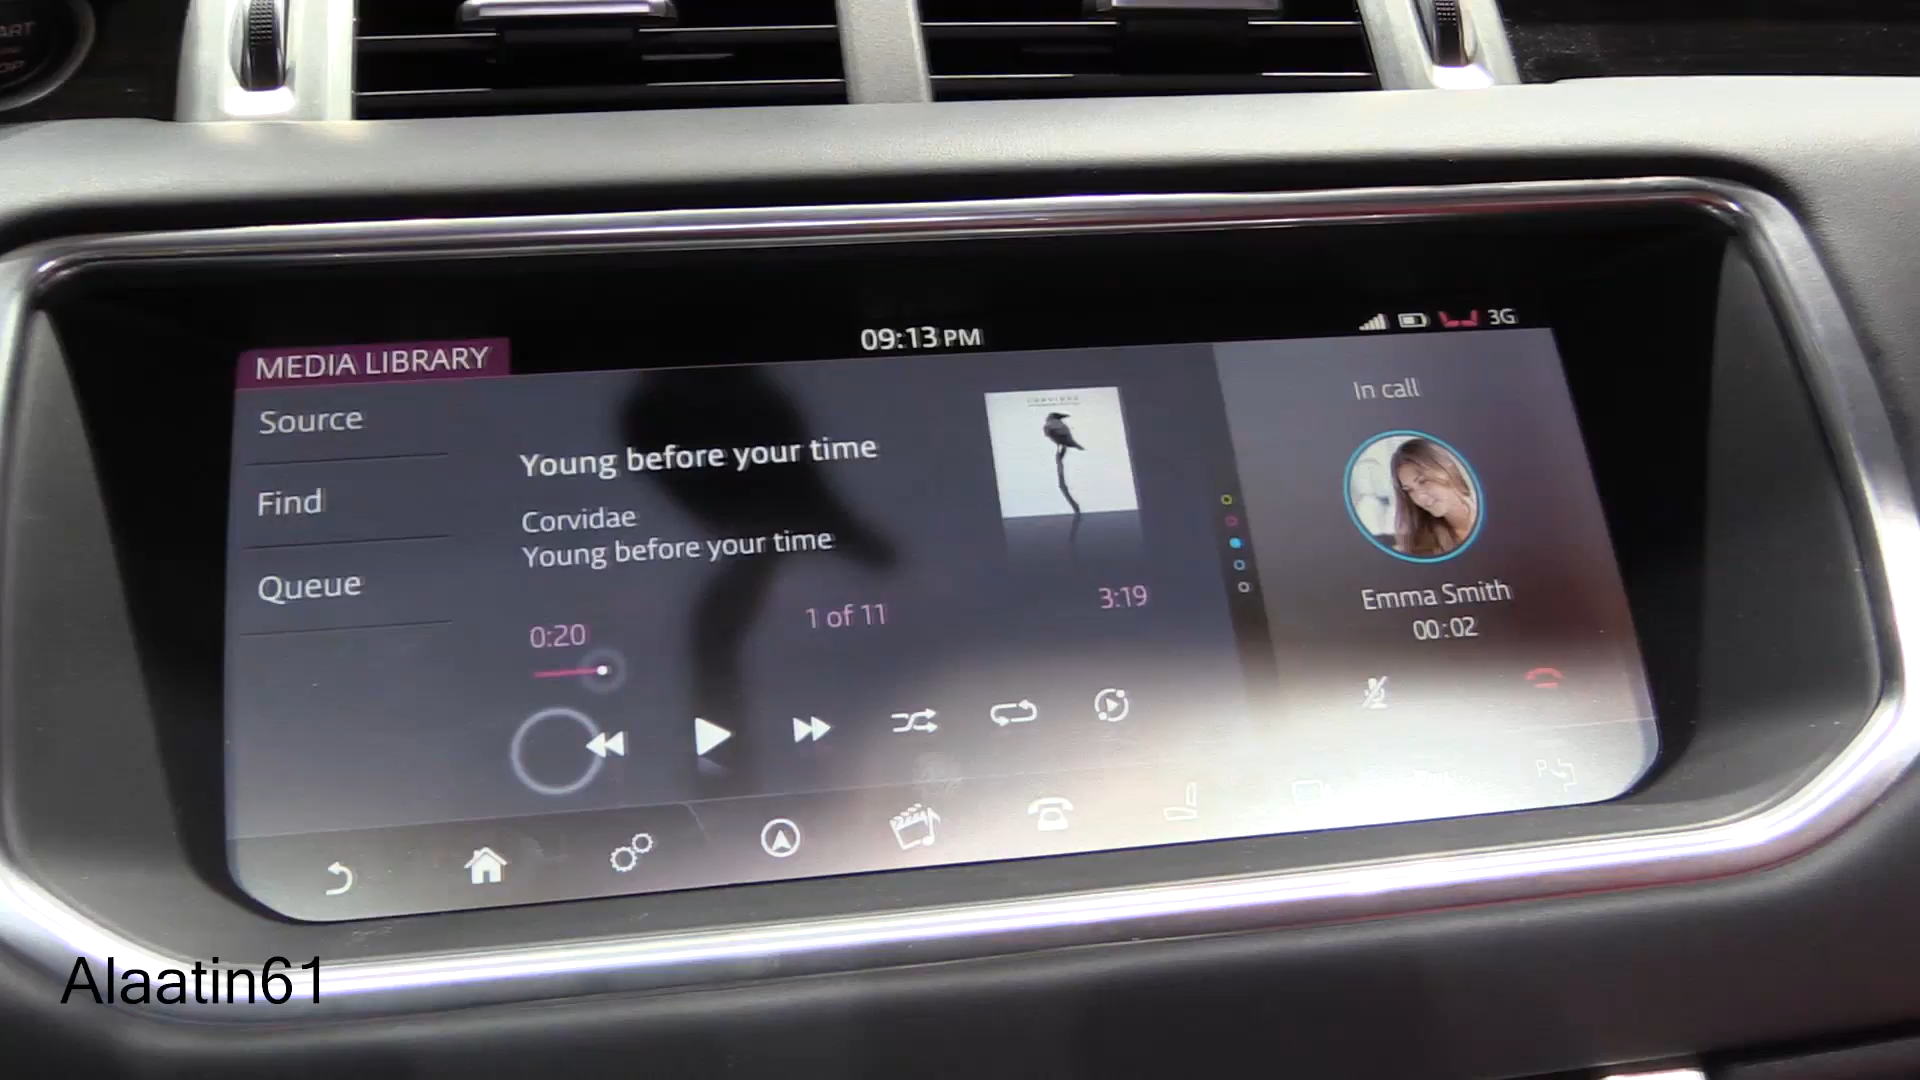 09:13 PM
3G
MEDIA LIBRARY
Source
Find
Queue
Young before your time
Corvidae
Young before your time
0:20
1 of 11
3:19
CORVIDAE
In call
Emma Smith
00:02
P
Alaatin61